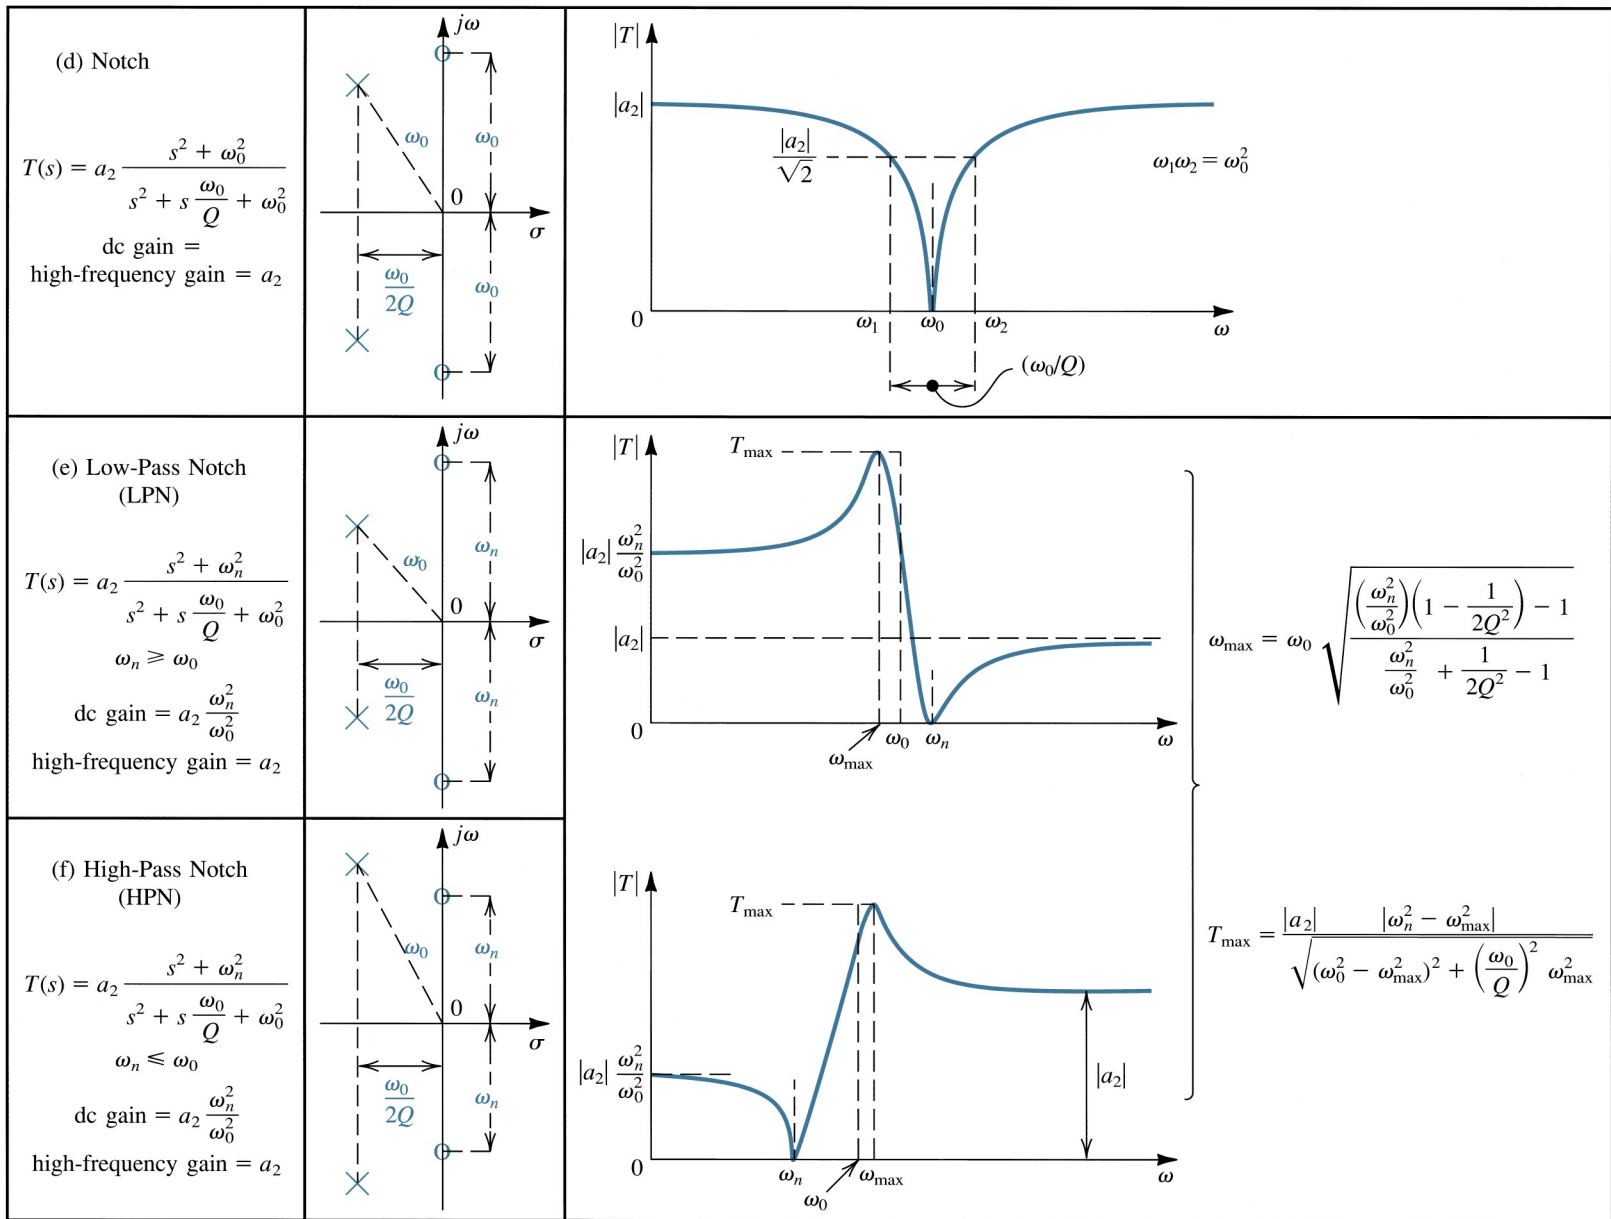 (d) Notch
T(s) = a₂ (s² + ω₀²) / (s² + s (ω₀/Q) + ω₀²)
dc gain =
high-frequency gain = a₂
jω
ω₀
ω₀
0
σ
ω₀/2Q
ω₀
|T|
|a₂|
|a₂|/√2
ω₁ω₂ = ω₀²
0
ω₁
ω₀
ω₂
ω
(ω₀/Q)
(e) Low-Pass Notch
(LPN)
T(s) = a₂ (s² + ωₙ²) / (s² + s (ω₀/Q) + ω₀²)
ωₙ ⩾ ω₀
dc gain = a₂ ωₙ²/ω₀²
high-frequency gain = a₂
jω
ω₀
ωₙ
0
σ
ω₀/2Q
ωₙ
|T|
T_max
|a₂| ωₙ²/ω₀²
|a₂|
0
ω_max
ω₀
ωₙ
ω
ω_max = ω₀ √( ((ωₙ²/ω₀²)(1 − 1/2Q²) − 1) / (ωₙ²/ω₀² + 1/2Q² − 1) )
(f) High-Pass Notch
(HPN)
T(s) = a₂ (s² + ωₙ²) / (s² + s (ω₀/Q) + ω₀²)
ωₙ ⩽ ω₀
dc gain = a₂ ωₙ²/ω₀²
high-frequency gain = a₂
jω
ω₀
ωₙ
0
σ
ω₀/2Q
ωₙ
|T|
T_max
|a₂| ωₙ²/ω₀²
|a₂|
0
ωₙ
ω₀
ω_max
ω
T_max = |a₂| |ωₙ² − ω_max²| / √((ω₀² − ω_max²)² + (ω₀/Q)² ω_max²)